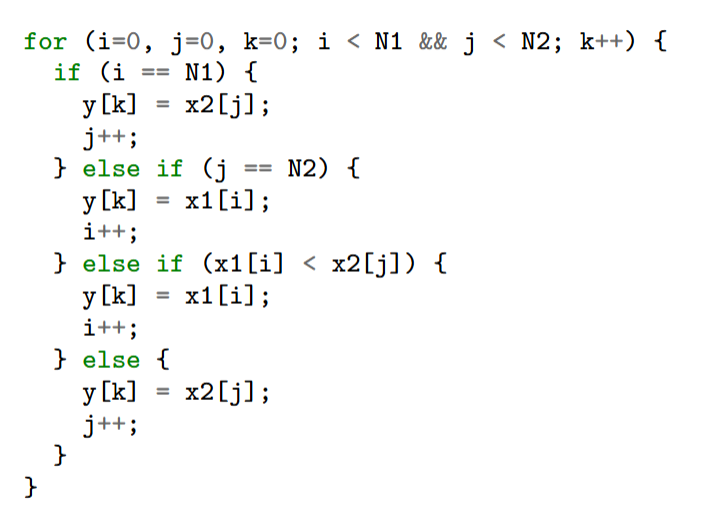 for (i=0, j=0, k=0; i < N1 && j < N2; k++) {
  if (i == N1) {
    y[k] = x2[j];
    j++;
  } else if (j == N2) {
    y[k] = x1[i];
    i++;
  } else if (x1[i] < x2[j]) {
    y[k] = x1[i];
    i++;
  } else {
    y[k] = x2[j];
    j++;
  }
}